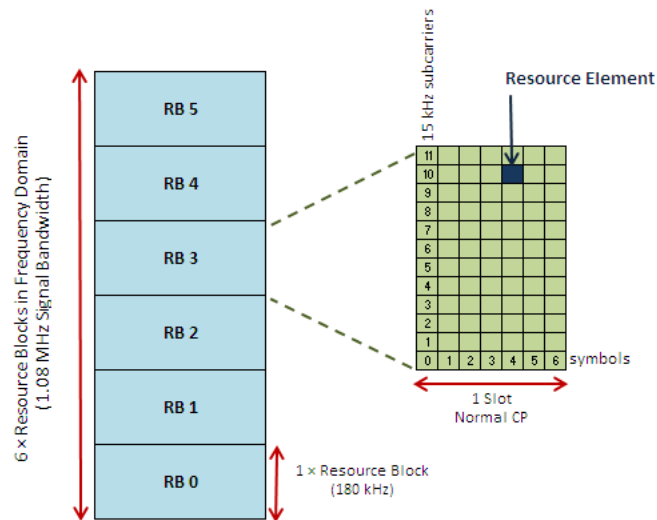 6 × Resource Blocks in Frequency Domain
(1.08 MHz Signal Bandwidth)
RB 5
RB 4
RB 3
RB 2
RB 1
RB 0
1 × Resource Block
(180 kHz)
15 kHz subcarriers
Resource Element
11
10
9
8
7
6
5
4
3
2
1
0 1 2 3 4 5 6 symbols
1 Slot
Normal CP